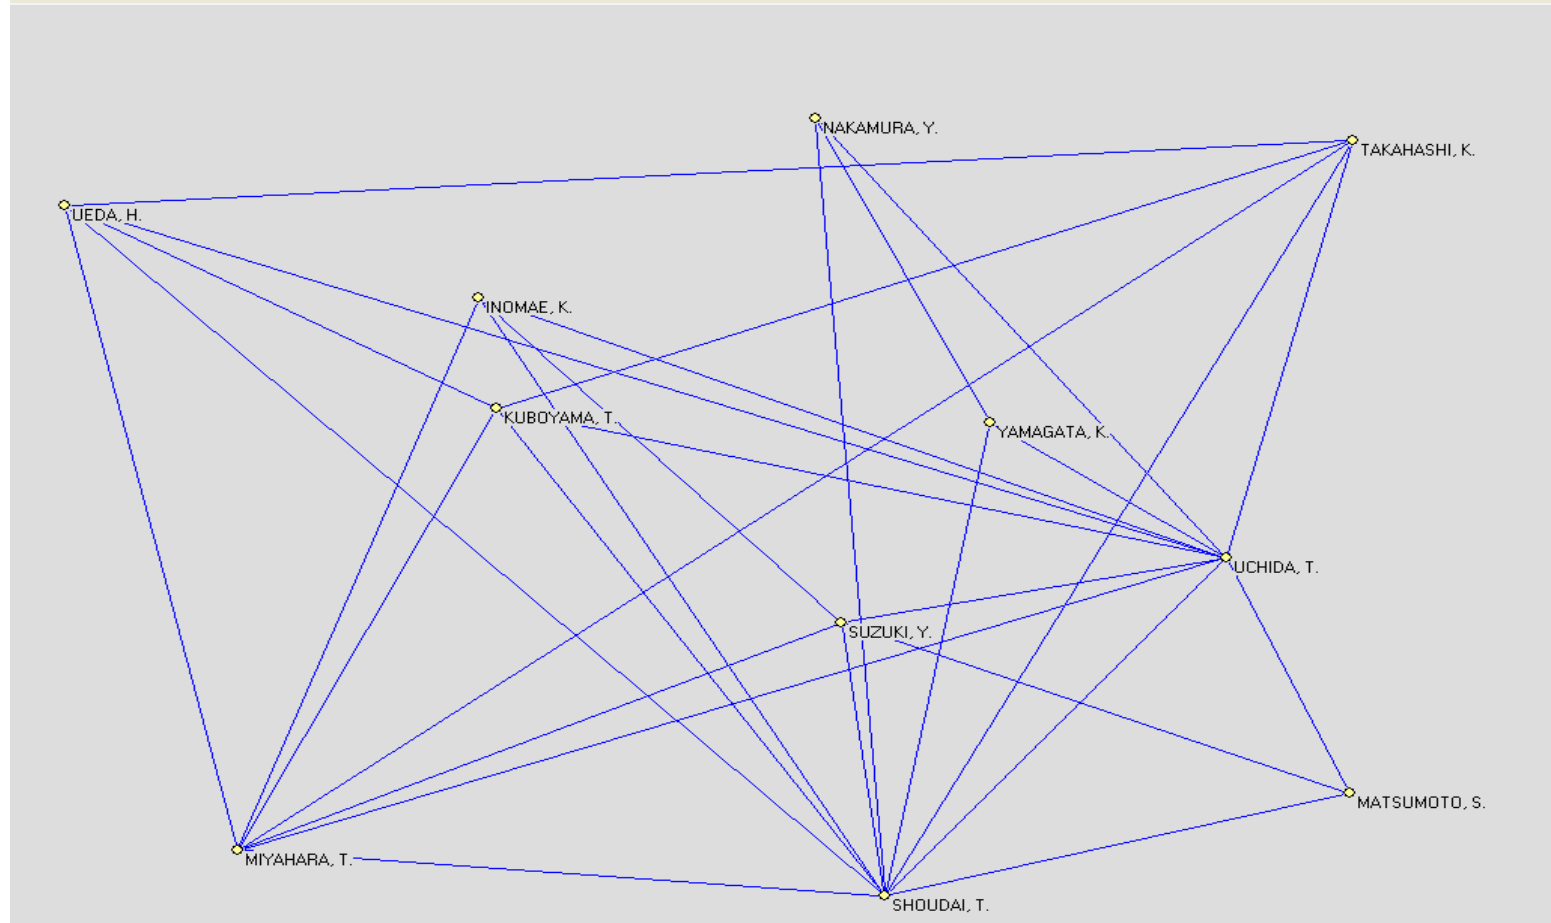 NAKAMURA, Y.
TAKAHASHI, K.
UEDA, H.
INOMAE, K.
KUBOYAMA, T.
YAMAGATA, K.
UCHIDA, T.
SUZUKI, Y.
MATSUMOTO, S.
MIYAHARA, T.
SHOUDAI, T.